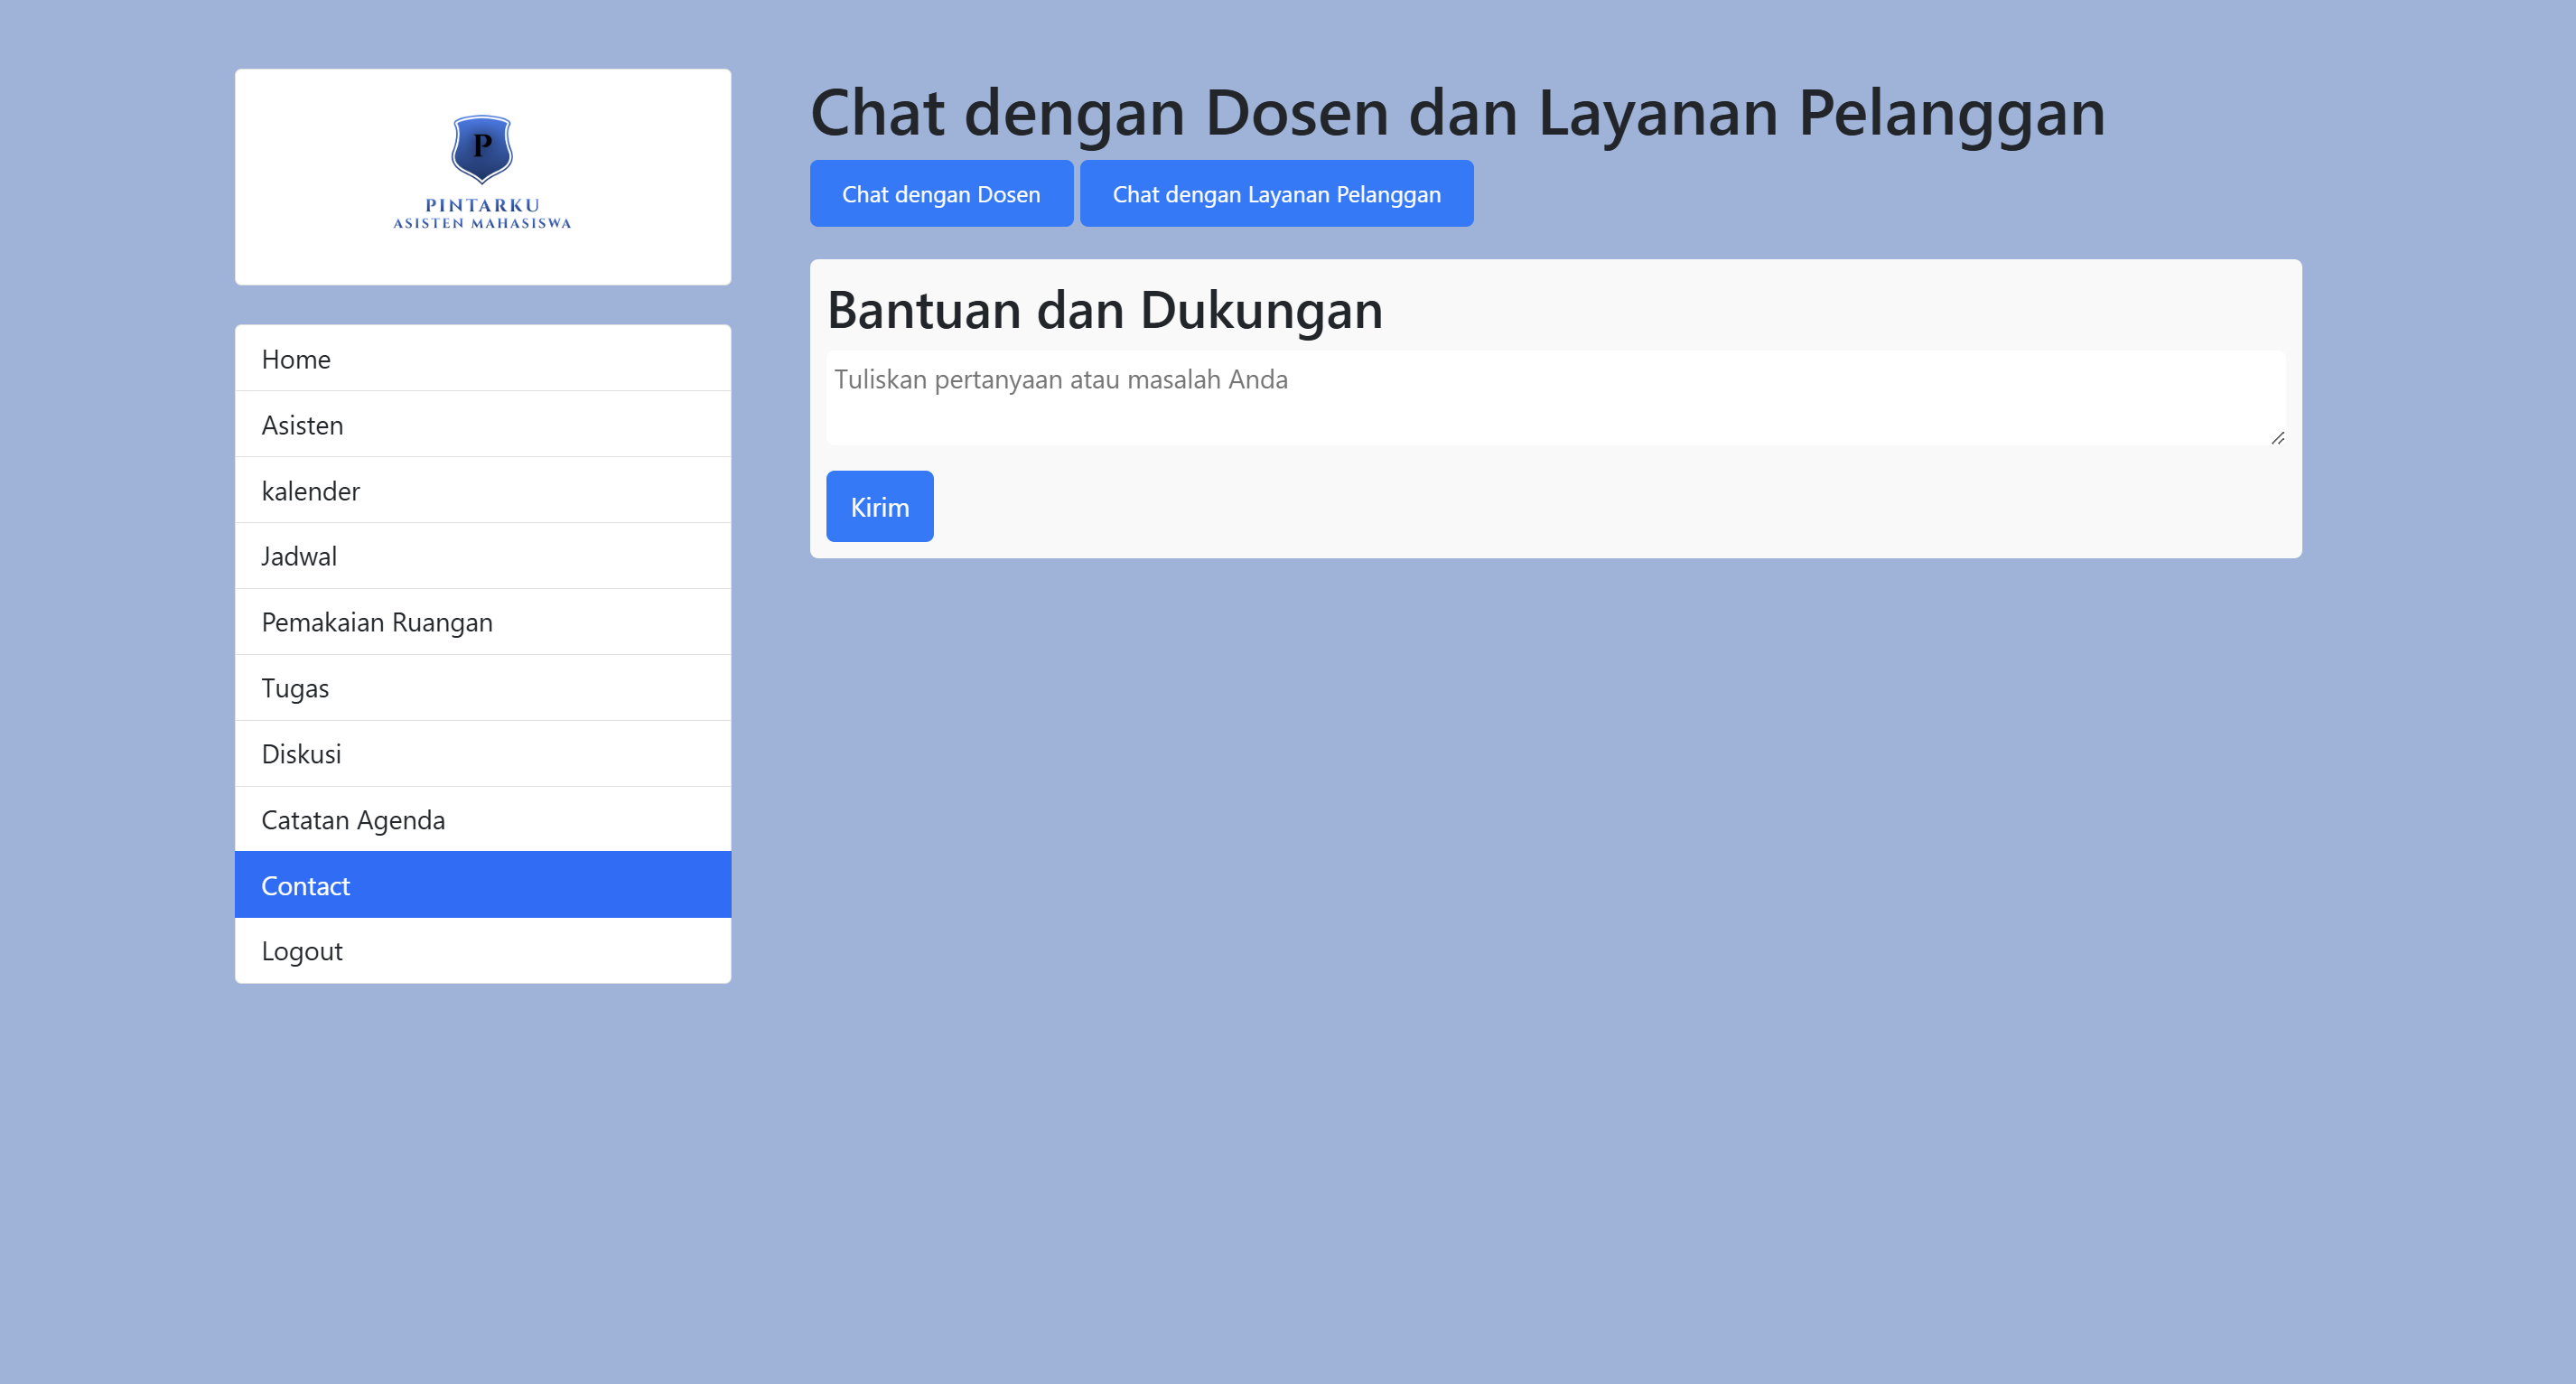 P
PINTARKU
ASISTEN MAHASISWA
Home
Asisten
kalender
Jadwal
Pemakaian Ruangan
Tugas
Diskusi
Catatan Agenda
Contact
Logout
Chat dengan Dosen dan Layanan Pelanggan
Chat dengan Dosen Chat dengan Layanan Pelanggan
Bantuan dan Dukungan
Tuliskan pertanyaan atau masalah Anda
Kirim